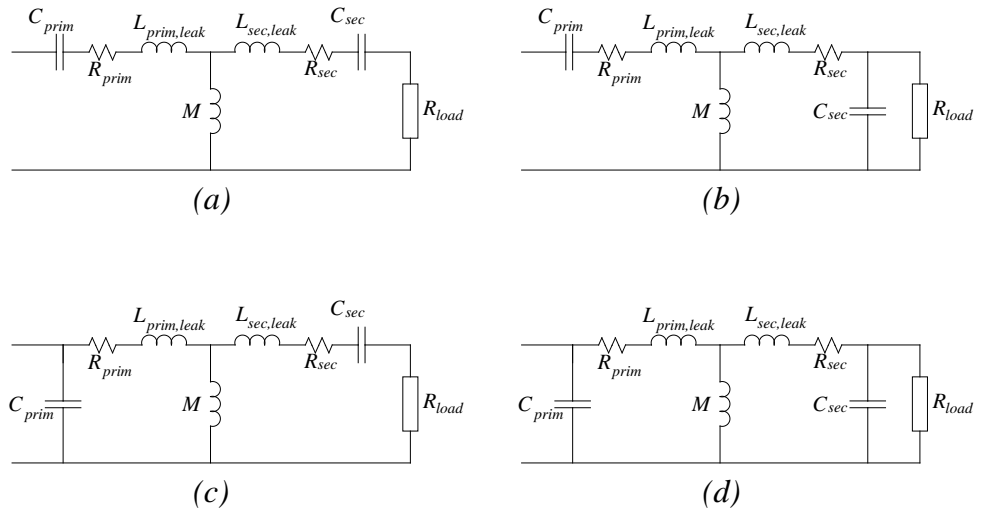 C_prim L_prim,leak L_sec,leak C_sec
R_prim R_sec
M R_load
(a)
C_prim L_prim,leak L_sec,leak
R_prim R_sec
M C_sec R_load
(b)
L_prim,leak L_sec,leak C_sec
R_prim R_sec
C_prim M R_load
(c)
L_prim,leak L_sec,leak
R_prim R_sec
C_prim M C_sec R_load
(d)